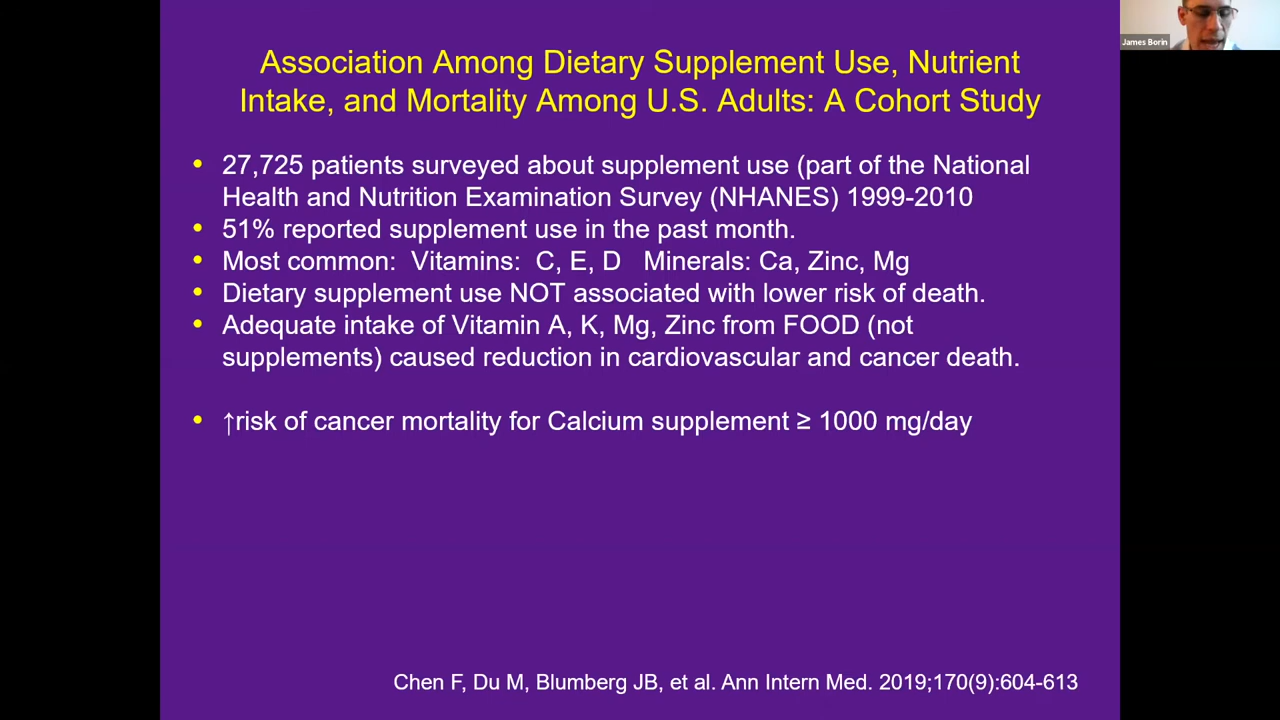 James Borin
Association Among Dietary Supplement Use, Nutrient
Intake, and Mortality Among U.S. Adults: A Cohort Study
• 27,725 patients surveyed about supplement use (part of the National
Health and Nutrition Examination Survey (NHANES) 1999-2010
• 51% reported supplement use in the past month.
• Most common: Vitamins: C, E, D Minerals: Ca, Zinc, Mg
• Dietary supplement use NOT associated with lower risk of death.
• Adequate intake of Vitamin A, K, Mg, Zinc from FOOD (not
supplements) caused reduction in cardiovascular and cancer death.
• ↑risk of cancer mortality for Calcium supplement ≥ 1000 mg/day
Chen F, Du M, Blumberg JB, et al. Ann Intern Med. 2019;170(9):604-613